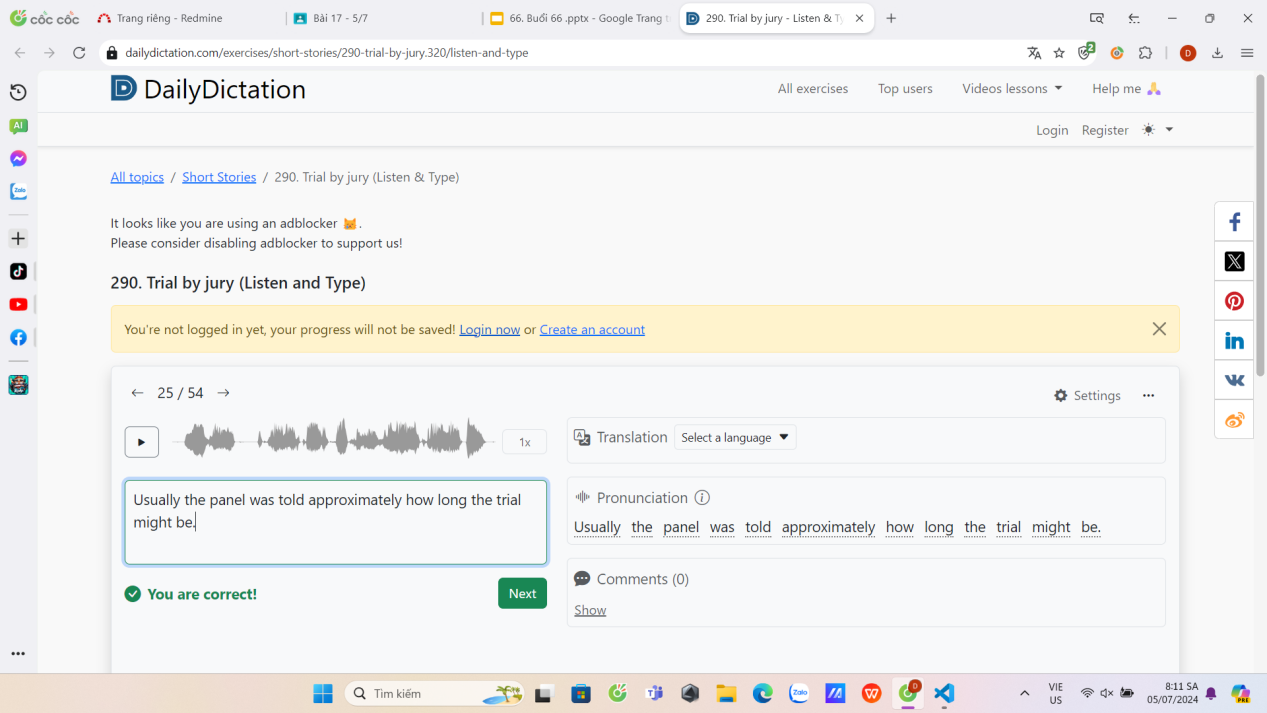 cốc cốc
Trang riêng - Redmine
Bài 17 - 5/7
66. Buổi 66 .pptx - Google Trang t
290. Trial by jury - Listen & Ty
dailydictation.com/exercises/short-stories/290-trial-by-jury.320/listen-and-type
2
D
AI
Zalo
DailyDictation
All exercises
Top users
Videos lessons
Help me
Login
Register
All topics / Short Stories / 290. Trial by jury (Listen & Type)
It looks like you are using an adblocker .
Please consider disabling adblocker to support us!
290. Trial by jury (Listen and Type)
You're not logged in yet, your progress will not be saved! Login now or Create an account
25 / 54
Settings
1x
Translation
Select a language
Usually the panel was told approximately how long the trial
might be.
Pronunciation
Usually the panel was told approximately how long the trial might be.
You are correct!
Next
Comments (0)
Show
Tìm kiếm
Zalo
D
VIE
US
8:11 SA
05/07/2024
PRE